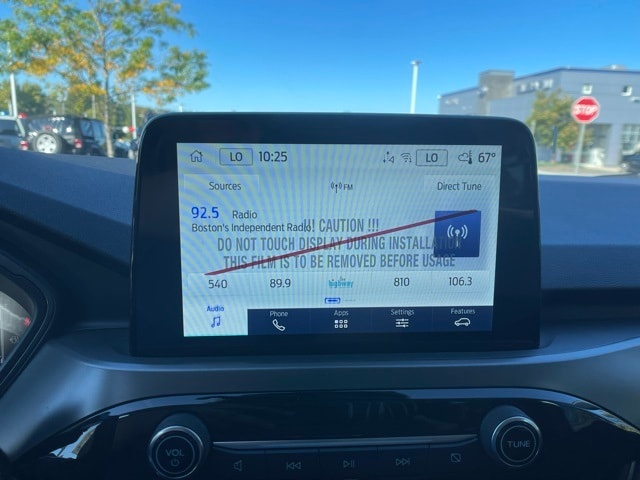 LO 10:25 LO 67°
Sources FM Direct Tune
92.5 Radio
Boston's Independent Radio
!!! CAUTION !!!
DO NOT TOUCH DISPLAY DURING INSTALLATION
THIS FILM IS TO BE REMOVED BEFORE USAGE
540 89.9 the highway 810 106.3
Audio Phone Apps Settings Features
VOL TUNE
STOP